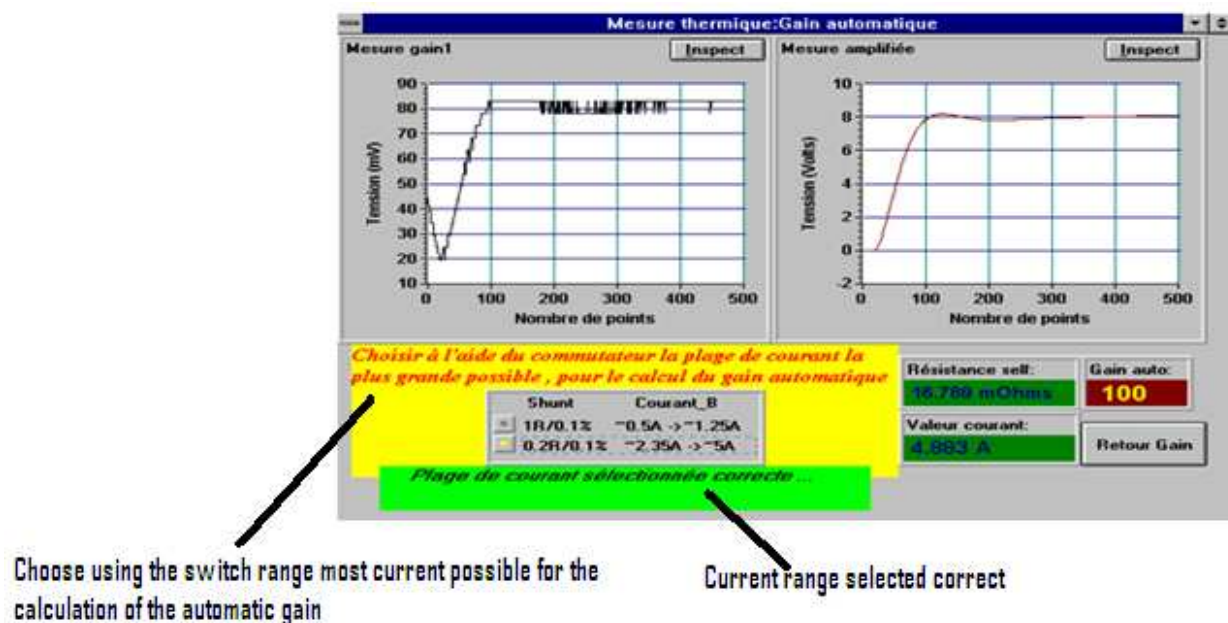 Mesure thermique:Gain automatique
Mesure gain1
Inspect
Tension (mV)
90
80
70
60
50
40
30
20
10
0 100 200 300 400 500
Nombre de points
Mesure amplifiée
Inspect
Tension (Volts)
10
8
6
4
2
0
-2
0 100 200 300 400 500
Nombre de points
Choisir à l'aide du commutateur la plage de courant la
plus grande possible , pour le calcul du gain automatique
Shunt Courant_B
1R/0.1% ~0.5A ->~1.25A
0.2R/0.1% ~2.35A ->~5A
Plage de courant sélectionnée correcte ...
Résistance self:
mOhms
Gain auto:
100
Valeur courant:
4.883 A
Retour Gain
Choose using the switch range most current possible for the
calculation of the automatic gain
Current range selected correct